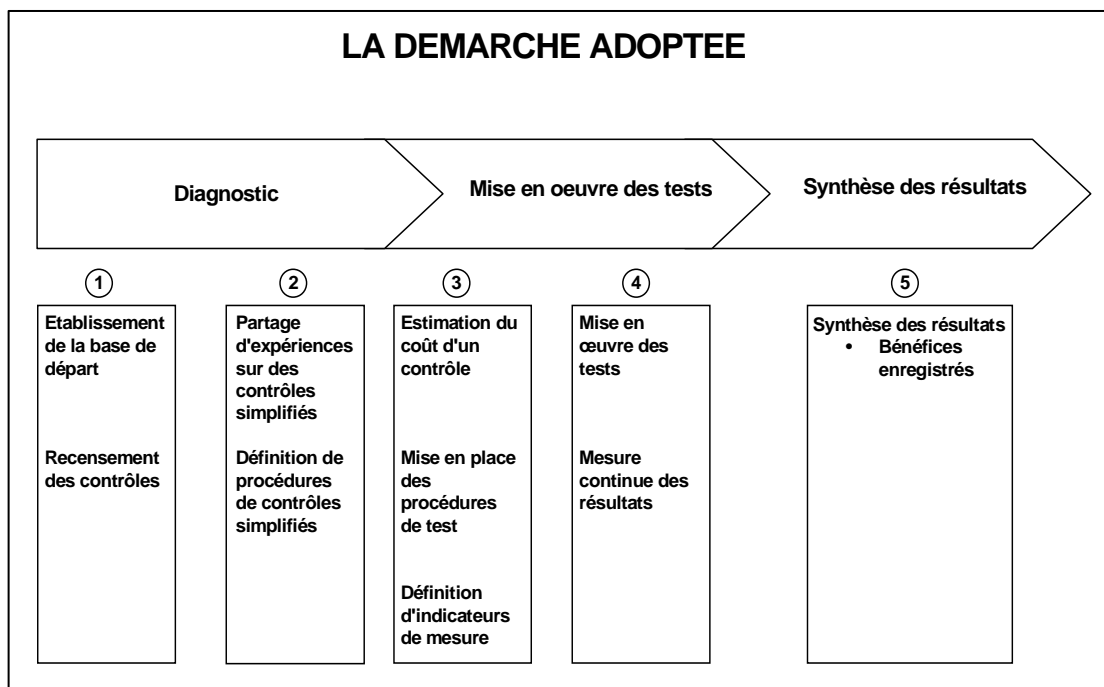 LA DEMARCHE ADOPTEE
Diagnostic
Mise en oeuvre des tests
Synthèse des résultats
1
Etablissement
de la base de
départ
Recensement
des contrôles
2
Partage
d'expériences
sur des
contrôles
simplifiés
Définition de
procédures
de contrôles
simplifiés
3
Estimation du
coût d'un
contrôle
Mise en place
des
procédures
de test
Définition
d'indicateurs
de mesure
4
Mise en
œuvre des
tests
Mesure
continue des
résultats
5
Synthèse des résultats
• Bénéfices
enregistrés